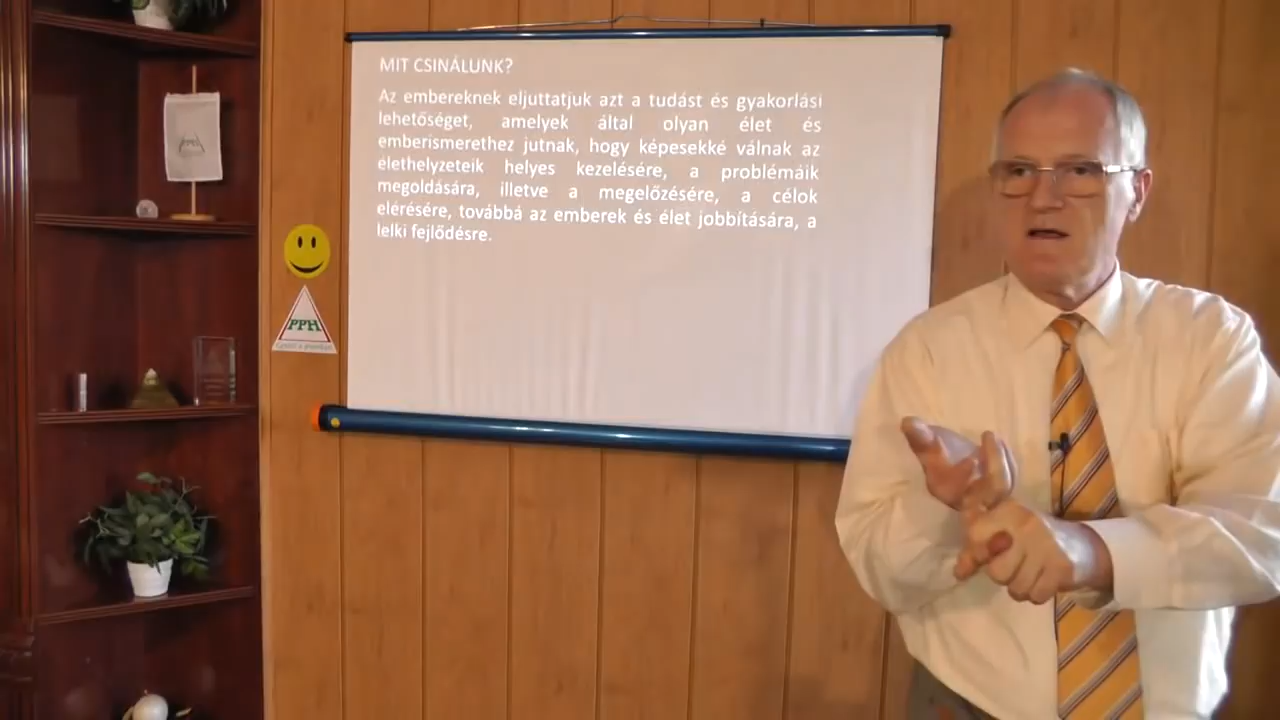 MIT CSINÁLUNK?
Az embereknek eljuttatjuk azt a tudást és gyakorlási
lehetőséget, amelyek által olyan élet és
emberismerethez jutnak, hogy képesekké válnak az
élethelyzeteik helyes kezelésére, a problémáik
megoldására, illetve a megelőzésére, a célok
elérésére, továbbá az emberek és élet jobbítására, a
lelki fejlődésre.
PPH